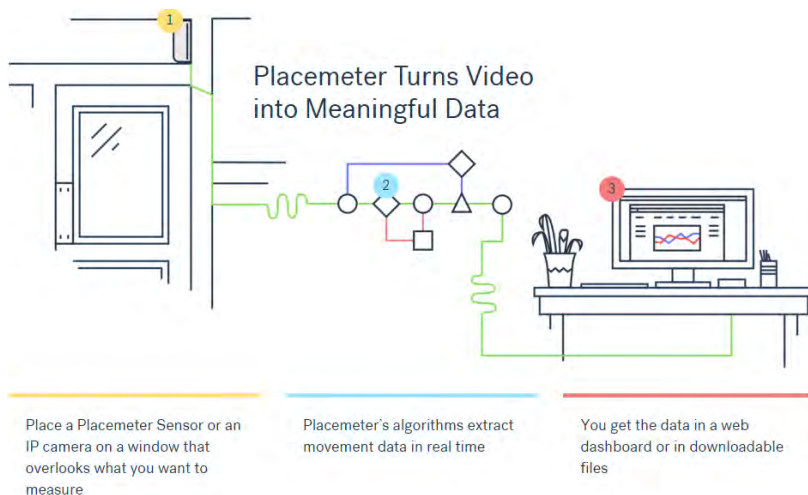 1
Placemeter Turns Video
into Meaningful Data
2
3
Place a Placemeter Sensor or an
IP camera on a window that
overlooks what you want to
measure
Placemeter's algorithms extract
movement data in real time
You get the data in a web
dashboard or in downloadable
files